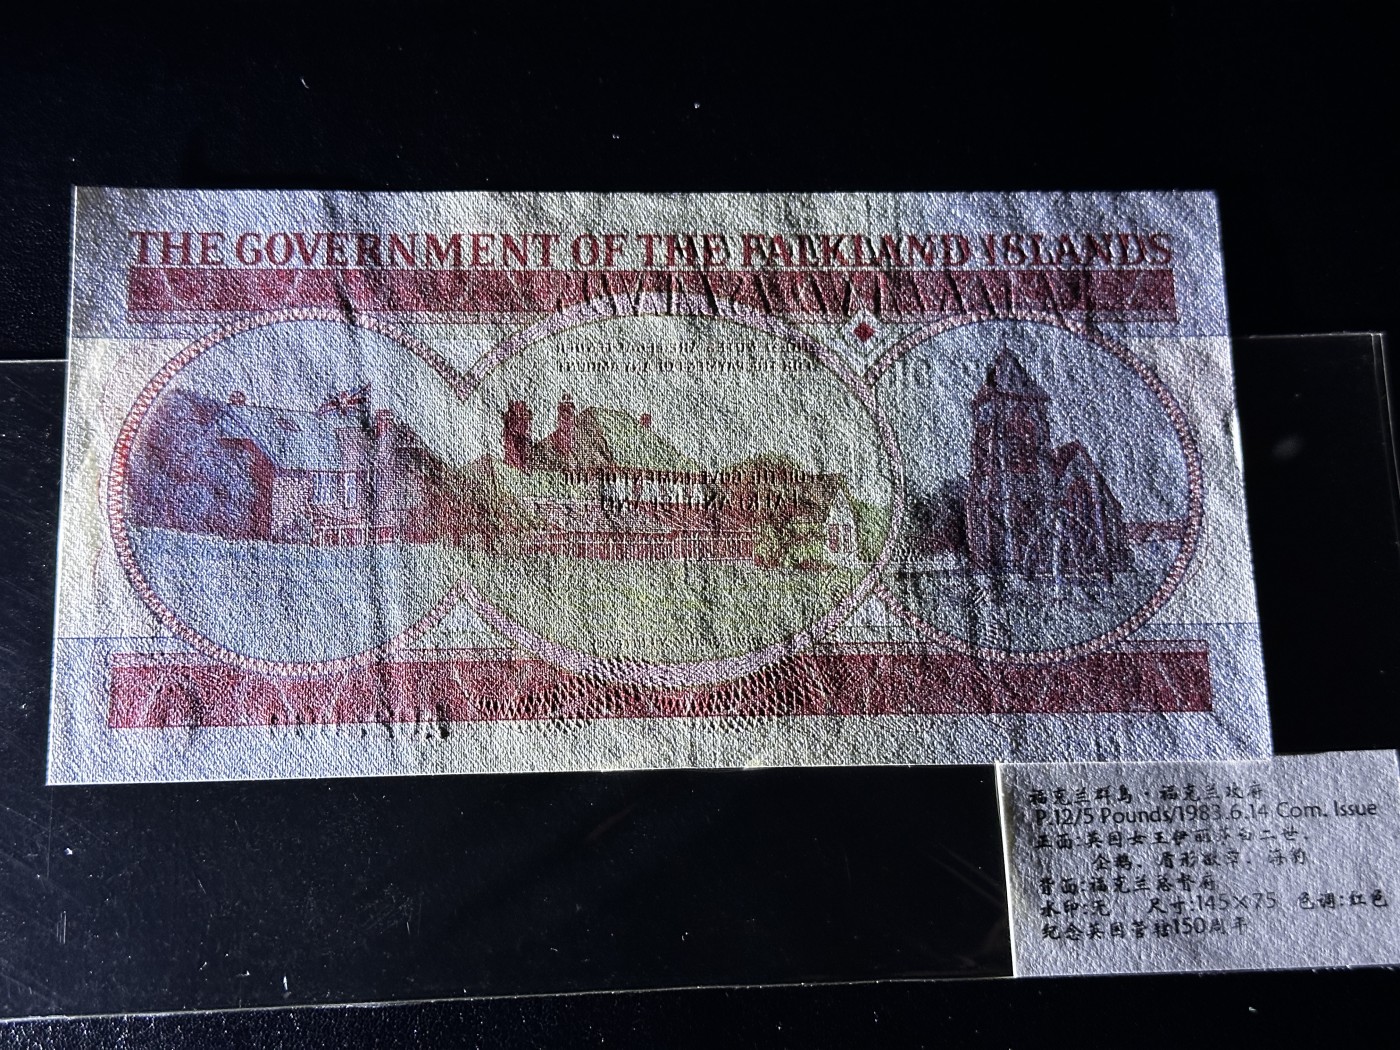 THE GOVERNMENT OF THE FALKLAND ISLANDS
福克兰群岛·福克兰政府
P.12/5 Pounds/1983.6.14 Com. Issue
正面:英国女王伊丽莎白二世,
企鹅,盾形徽章,海豹
背面:福克兰总督府
水印:无 尺寸:145×75 色调:红色
纪念英国管辖150周年